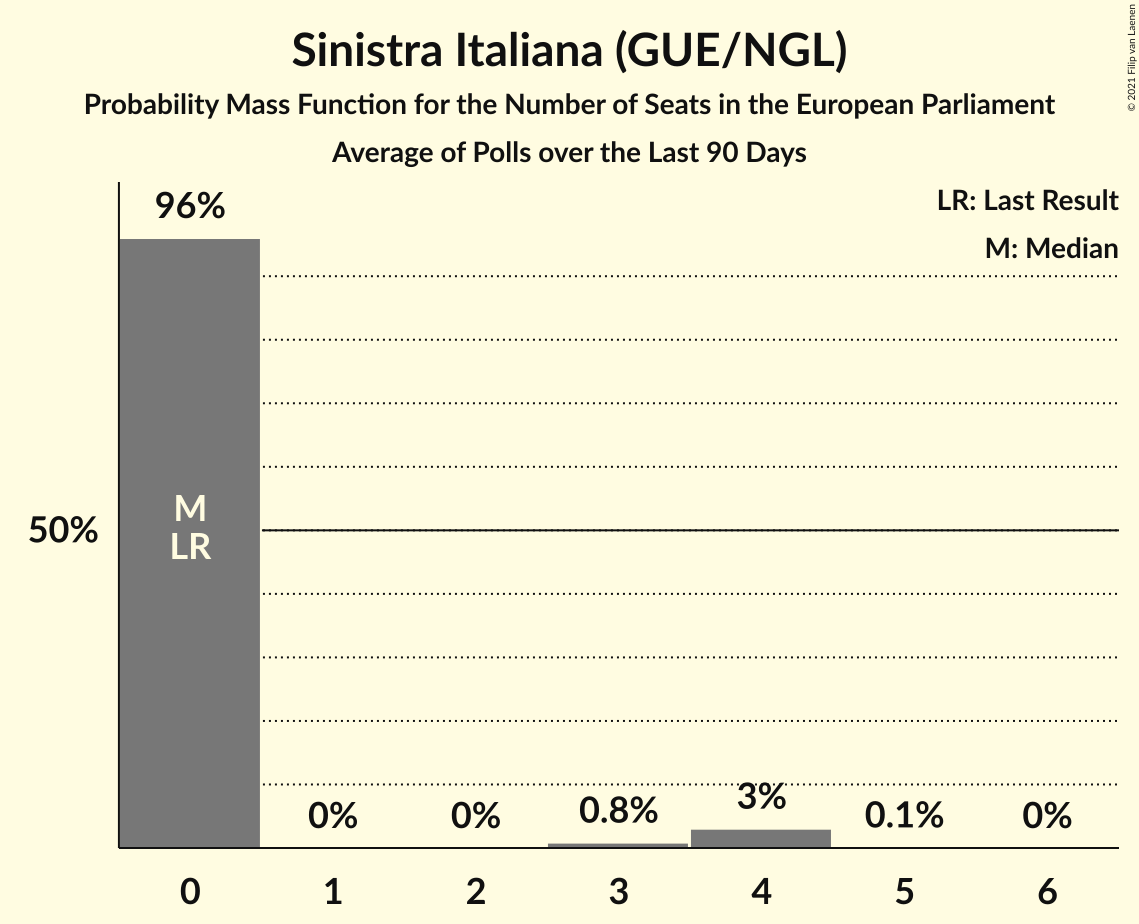 Sinistra Italiana (GUE/NGL)
Probability Mass Function for the Number of Seats in the European Parliament
Average of Polls over the Last 90 Days
© 2021 Filip van Laenen
LR: Last Result
M: Median
96%
M
LR
50%
0%
0%
0.8%
3%
0.1%
0%
0
1
2
3
4
5
6